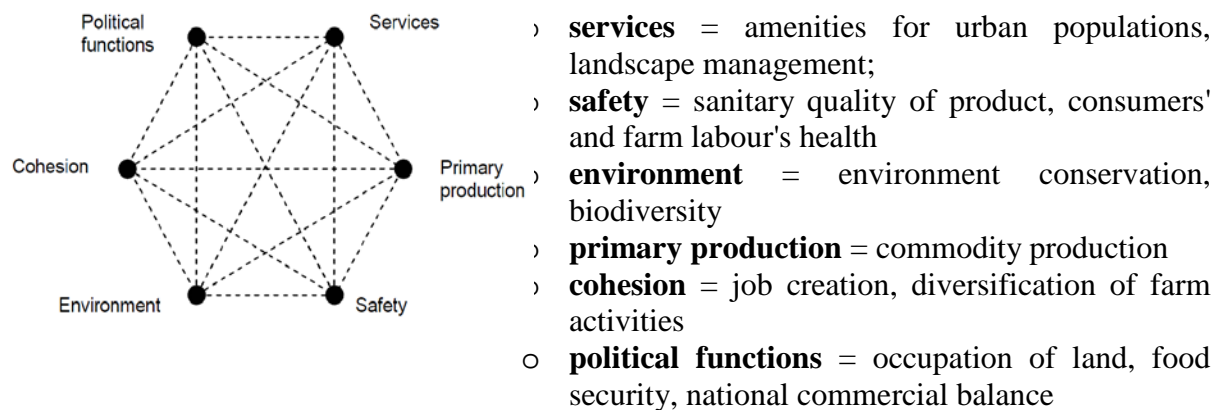 Political
functions
Services
Cohesion
Primary
production
Environment
Safety
services = amenities for urban populations,
landscape management;
safety = sanitary quality of product, consumers'
and farm labour's health
environment = environment conservation,
biodiversity
primary production = commodity production
cohesion = job creation, diversification of farm
activities
o political functions = occupation of land, food
security, national commercial balance